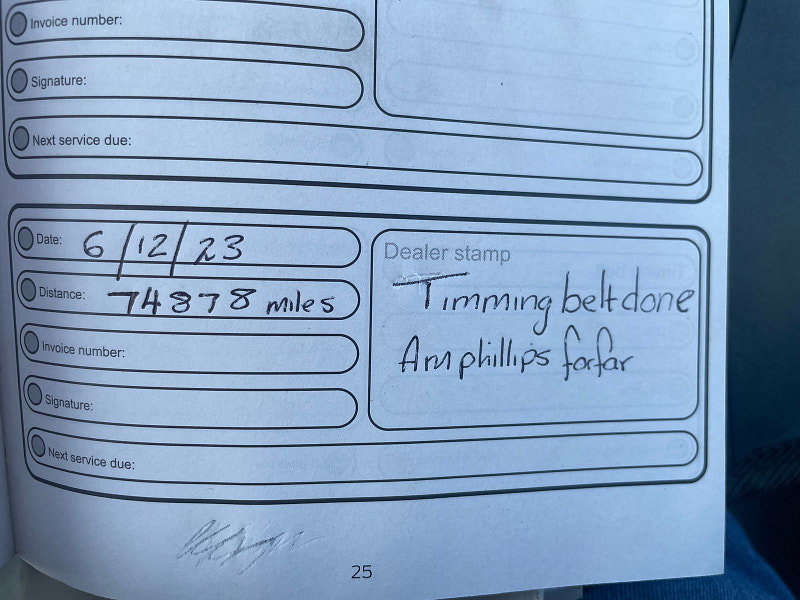 Invoice number:
Signature:
Next service due:
Date: 6/12/23
Dealer stamp
Distance: 74878 miles
Timming belt done
Invoice number:
Am phillips forfar
Signature:
Next service due:
25